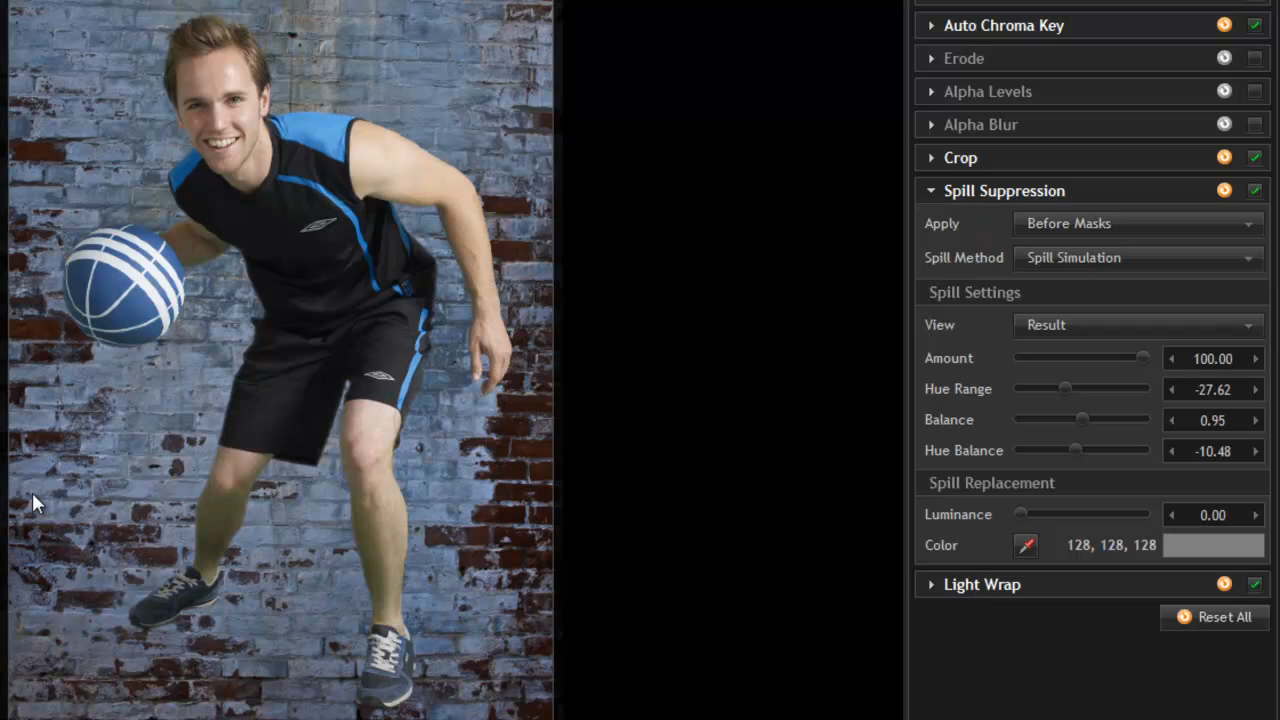 Auto Chroma Key
Erode
Alpha Levels
Alpha Blur
Crop
Spill Suppression
Apply Before Masks
Spill Method Spill Simulation
Spill Settings
View Result
Amount 100.00
Hue Range -27.62
Balance 0.95
Hue Balance -10.48
Spill Replacement
Luminance 0.00
Color 128, 128, 128
Light Wrap
Reset All